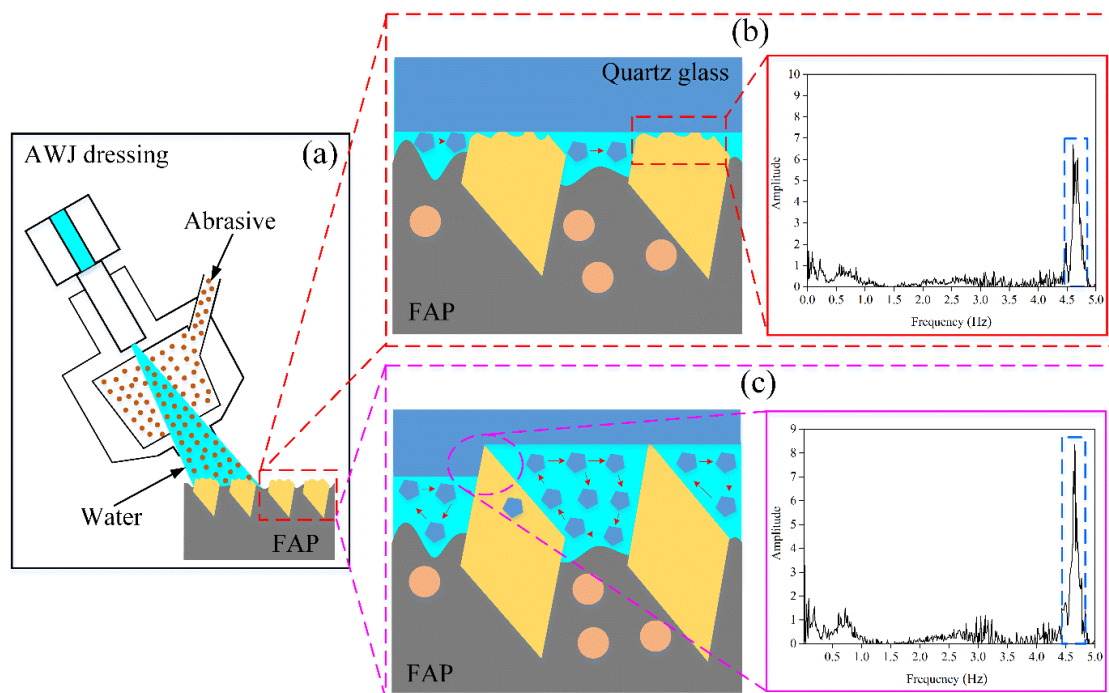 AWJ dressing
(a)
Abrasive
Water
FAP
(b)
Quartz glass
FAP
10
9
8
7
6
5
4
3
2
1
0
Amplitude
0.0 0.5 1.0 1.5 2.0 2.5 3.0 3.5 4.0 4.5 5.0
Frequency (Hz)
(c)
FAP
9
8
7
6
5
4
3
2
1
0
Amplitude
0.5 1.0 1.5 2.0 2.5 3.0 3.5 4.0 4.5 5.0
Frequency (Hz)